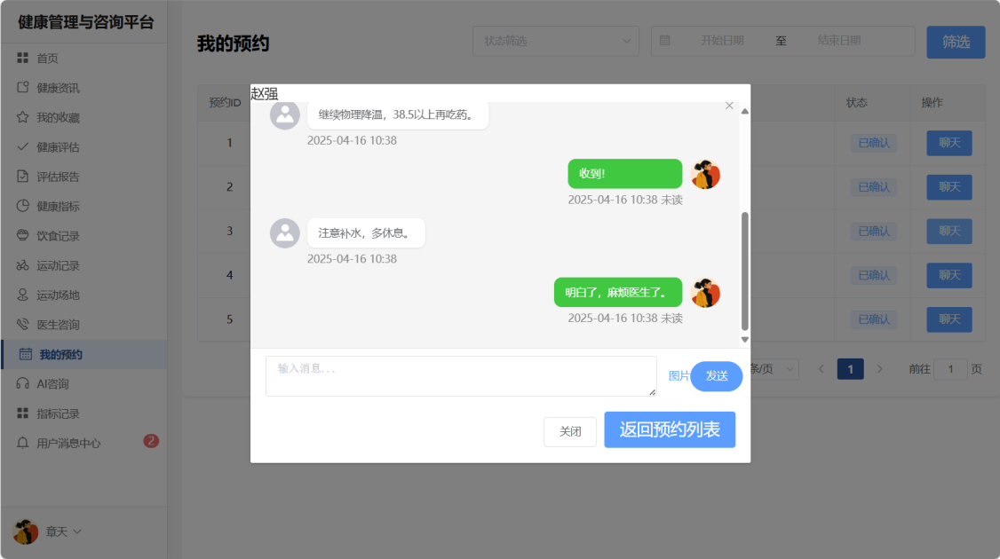 健康管理与咨询平台
首页
健康资讯
我的收藏
健康评估
评估报告
健康指标
饮食记录
运动记录
运动场地
医生咨询
我的预约
AI咨询
指标记录
用户消息中心 2
章天
我的预约
状态筛选 开始日期 至 结束日期 筛选
预约ID 状态 操作
1 已确认 聊天
2 已确认 聊天
3 已确认 聊天
4 已确认 聊天
5 已确认 聊天
条/页 1 前往 1 页
赵强
继续物理降温，38.5以上再吃药。
2025-04-16 10:38
收到!
2025-04-16 10:38 未读
注意补水，多休息。
2025-04-16 10:38
明白了，麻烦医生了。
2025-04-16 10:38 未读
输入消息...
图片 发送
关闭 返回预约列表